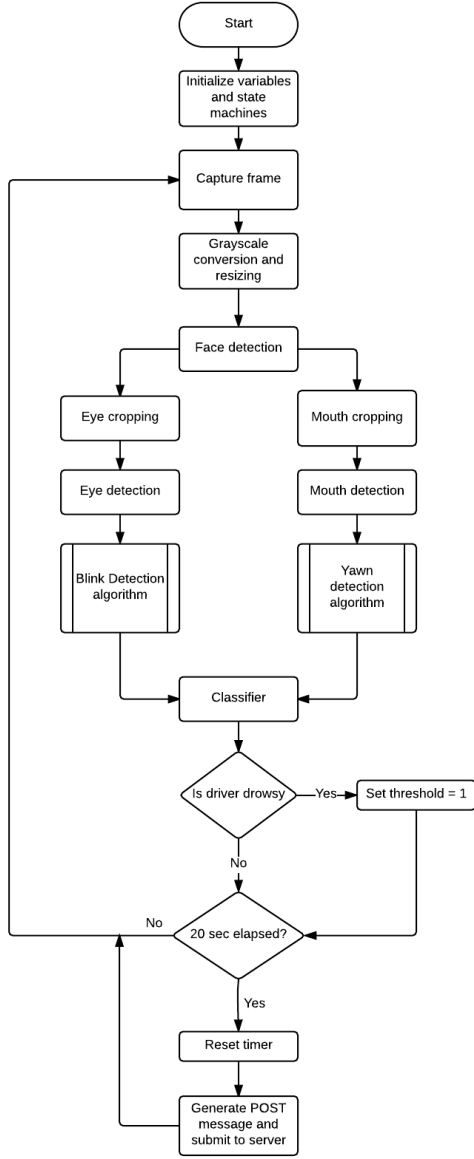 Start
Initialize variables
and state
machines
Capture frame
Grayscale
conversion and
resizing
Face detection
Eye cropping
Mouth cropping
Eye detection
Mouth detection
Blink Detection
algorithm
Yawn
detection
algorithm
Classifier
Is driver drowsy
Yes
Set threshold = 1
No
No
20 sec elapsed?
Yes
Reset timer
Generate POST
message and
submit to server